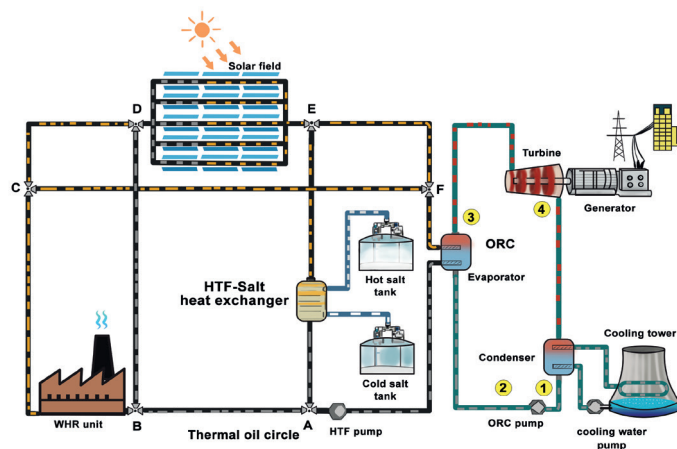 Solar field
D
E
Turbine
Generator
C
F
3
4
ORC
Evaporator
Hot salt
tank
HTF-Salt
heat exchanger
Cooling tower
Condenser
Cold salt
tank
2
1
WHR unit
B
Thermal oil circle
A
HTF pump
ORC pump
cooling water
pump